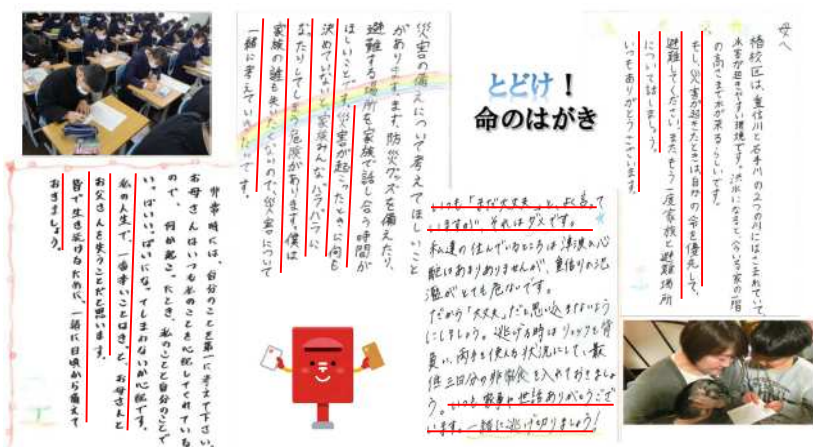 とどけ！
命のはがき
母へ
椿校区は、重信川と石手川の2つの川にはさまれていて、
水害が起きやすい環境です。洪水になると、今いる家の1階
の高さまで水が来るらしいです。
もし、災害が起きたときは、自分の命を優先して、
避難してください。またもう一度家族と避難場所
について話しましょう。
いつもありがとうございます。
災害の備えについて考えてほしいこと
があります。ます、防災グッズを備えたり、
避難する場所を家族で話し合う時間が
ほしいことです。災害が起こったときに何も
決めていないと、家族みんな、バラバラに
なったりしてしまう危険があります。僕は
家族の誰も失いたくないので、災害について
一緒に考えていきたいです。
いつも「まだ大丈夫」と、よく言って
いますが、それはダメです。
私達の住んでいるところは津波の心
配はあまりありませんが、重信川の氾
濫がとても危ないです。
だから「大丈夫」だと思い込まないよう
にしましょう。逃げる時はリュックを背
負い、両手を使える状況にして、最
低三日分の非常食を入れておきましょ
う。いつも家事や世話ありがとうござい
ます。一緒に逃げ切りましょう！
非常時には、自分のことを第一に考えて下さい。
お母さんはいつも私のことを心配してくれている
ので、何か起こったとき、私のことと自分のことで
いっぱいいっぱいになってしまわないか心配です。
私の人生で、一番辛いことはきっと、お母さんと
お父さんを失うことだと思います。
皆で生き延びるために、一緒に日頃から備えて
おきましょう。